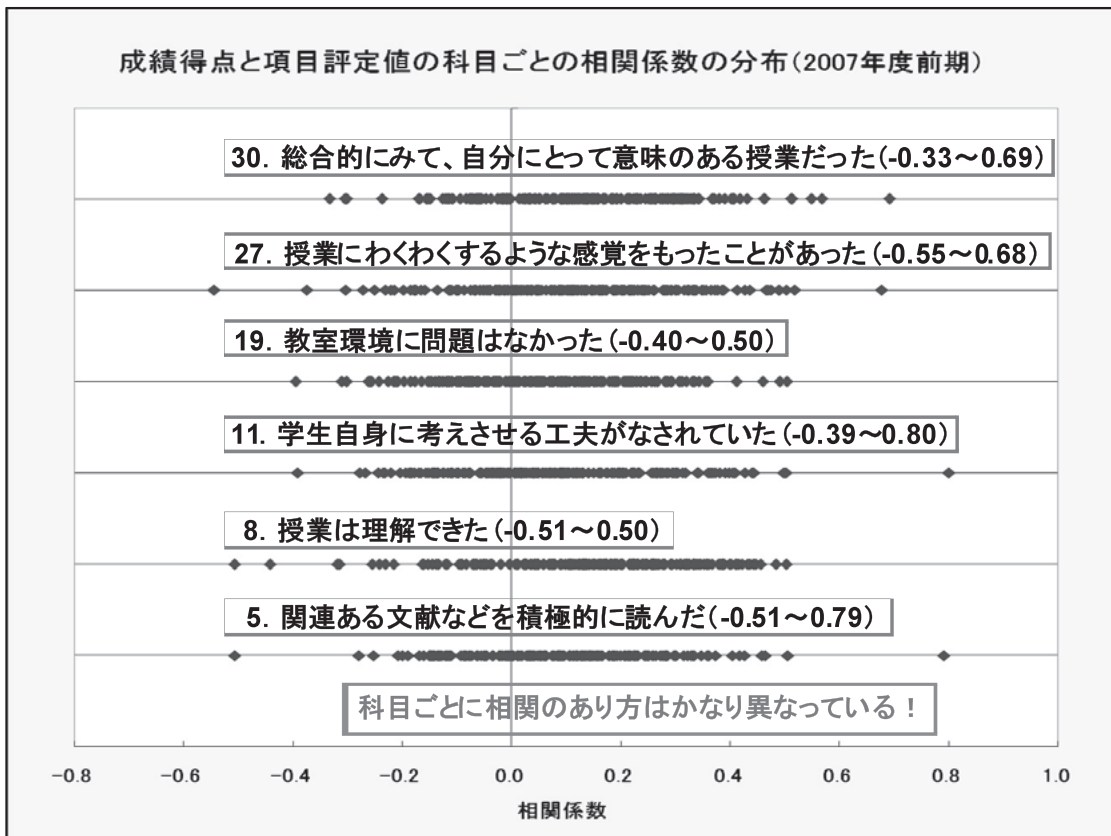 成績得点と項目評定値の科目ごとの相関係数の分布(2007年度前期)
30. 総合的にみて、自分にとって意味のある授業だった(-0.33～0.69)
27. 授業にわくわくするような感覚をもったことがあった(-0.55～0.68)
19. 教室環境に問題はなかった(-0.40～0.50)
11. 学生自身に考えさせる工夫がなされていた(-0.39～0.80)
8. 授業は理解できた(-0.51～0.50)
5. 関連ある文献などを積極的に読んだ(-0.51～0.79)
科目ごとに相関のあり方はかなり異なっている！
-0.8 -0.6 -0.4 -0.2 0.0 0.2 0.4 0.6 0.8 1.0
相関係数